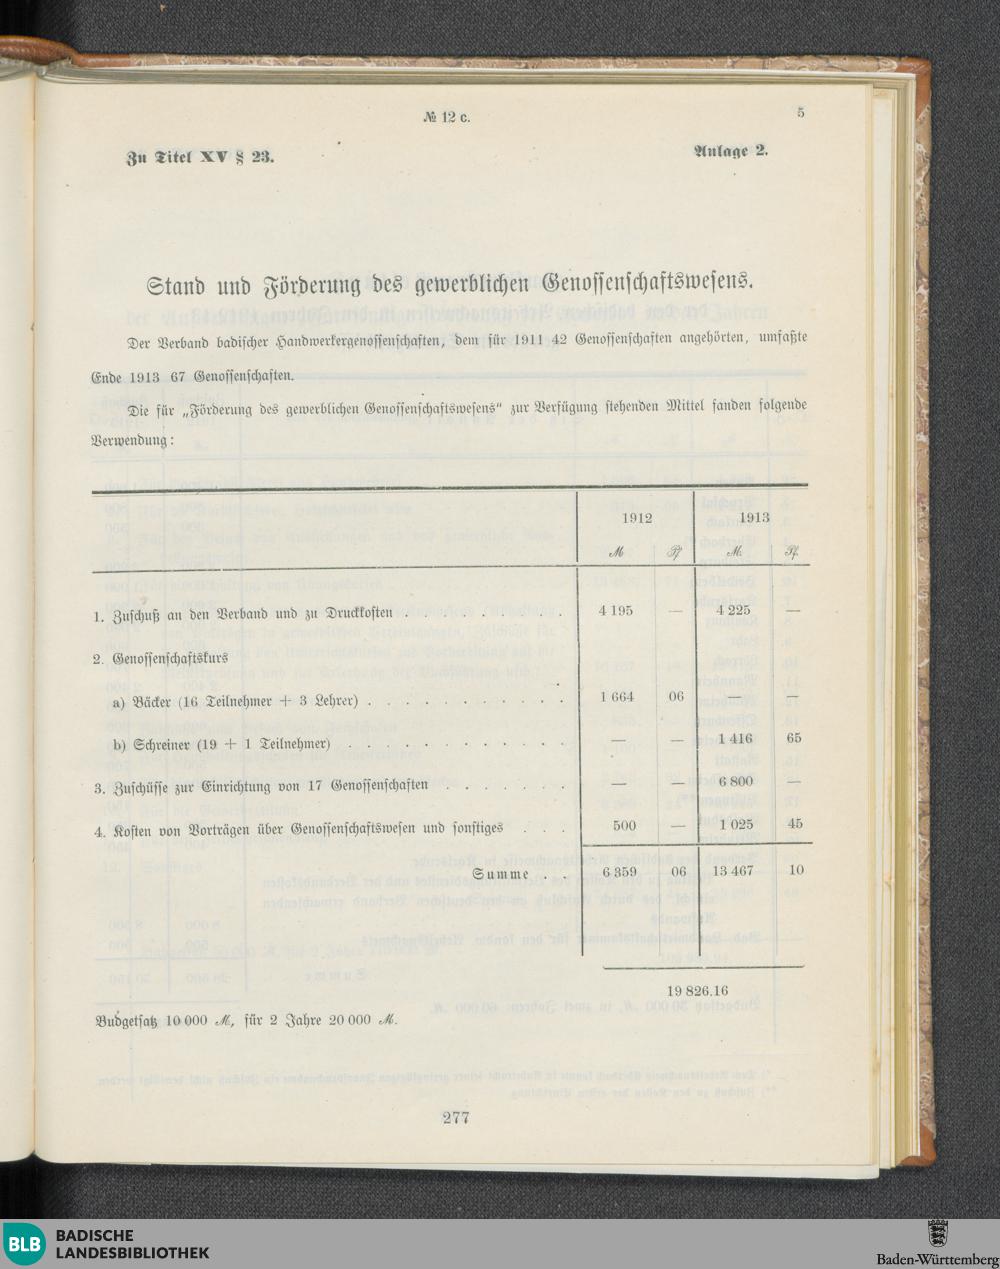 № 12 c.
5
Zu Titel XV § 23.
Anlage 2.
Stand und Förderung des gewerblichen Genossenschaftswesens.
Der Verband badischer Handwerkergenossenschaften, dem für 1911 42 Genossenschaften angehörten, umfaßte
Ende 1913 67 Genossenschaften.
Die für „Förderung des gewerblichen Genossenschaftswesens" zur Verfügung stehenden Mittel fanden folgende
Verwendung:
1912 1913
ℳ Pf. ℳ Pf.
1. Zuschuß an den Verband und zu Druckkosten . . . . . . . . 4 195 — 4 225 —
2. Genossenschaftskurs
a) Bäcker (16 Teilnehmer + 3 Lehrer) . . . . . . . . . . 1 664 06 — —
b) Schreiner (19 + 1 Teilnehmer) . . . . . . . . . . . — — 1 416 65
3. Zuschüsse zur Einrichtung von 17 Genossenschaften . . . . . . — — 6 800 —
4. Kosten von Vorträgen über Genossenschaftswesen und sonstiges . . . 500 — 1 025 45
Summe . . 6 359 06 13 467 10
19 826.16
Budgetsatz 10 000 ℳ, für 2 Jahre 20 000 ℳ.
277
BLB BADISCHE
LANDESBIBLIOTHEK
Baden-Württemberg